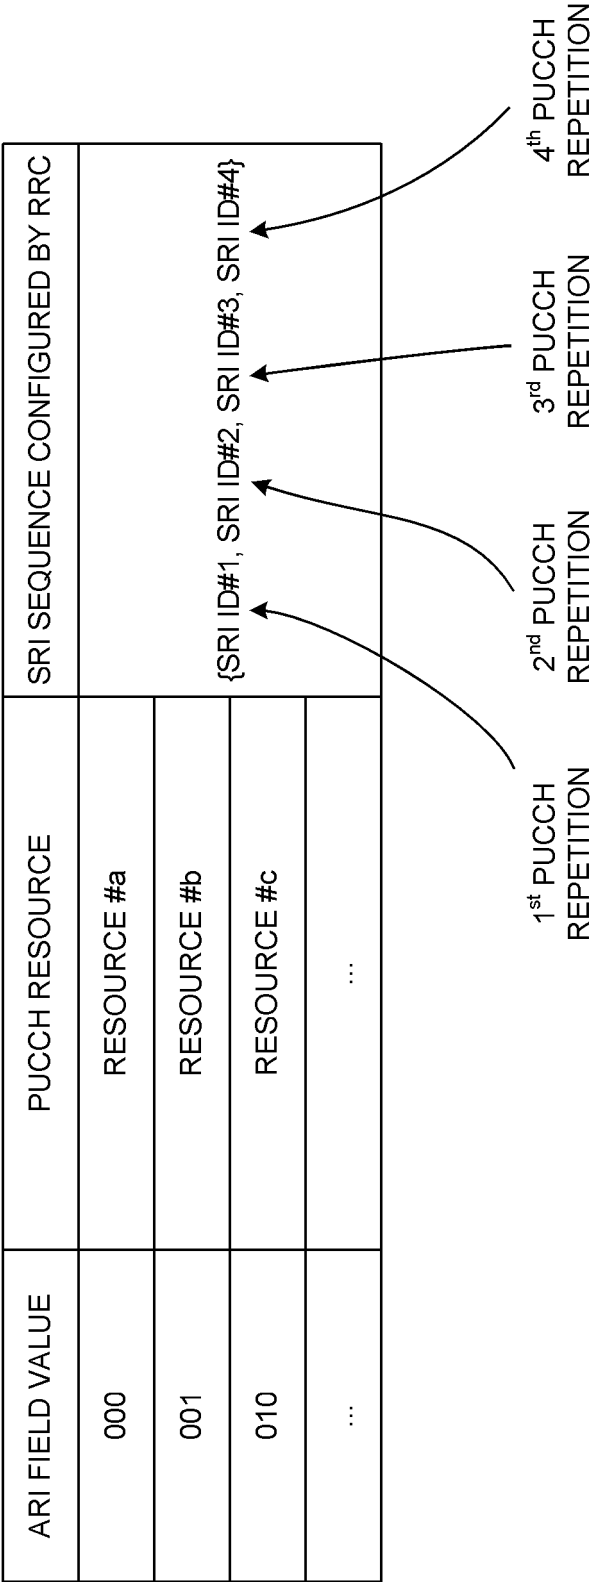 ARI FIELD VALUE
PUCCH RESOURCE
SRI SEQUENCE CONFIGURED BY RRC
000
RESOURCE #a
{SRI ID#1, SRI ID#2, SRI ID#3, SRI ID#4}
001
RESOURCE #b
010
RESOURCE #c
...
...
1st PUCCH
REPETITION
2nd PUCCH
REPETITION
3rd PUCCH
REPETITION
4th PUCCH
REPETITION